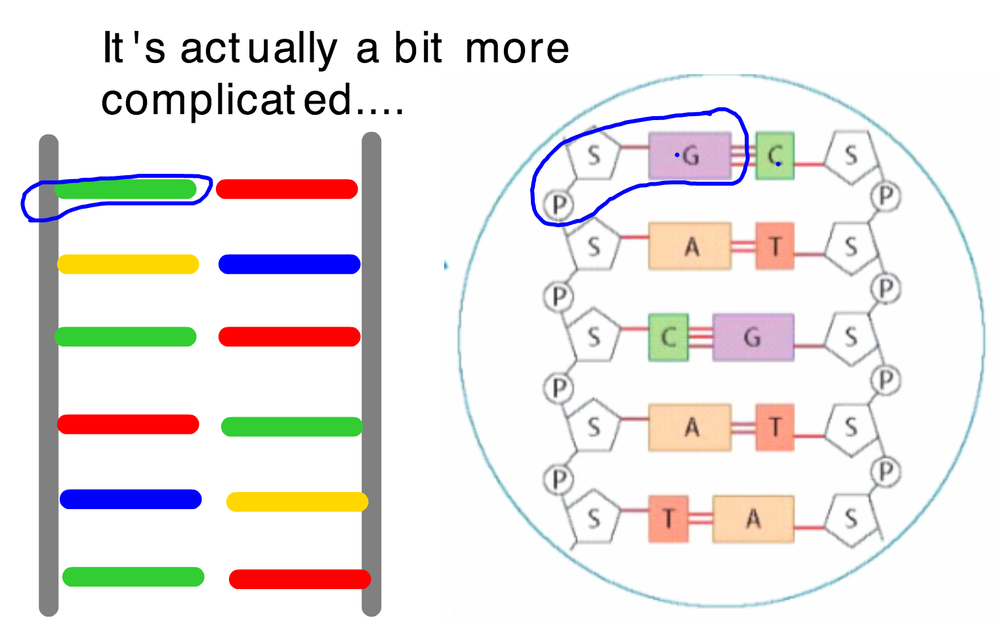 It's actually a bit more
complicated....
S G C S
P P
S A T S
P P
S C G S
P P
S A T S
P P
S T A S